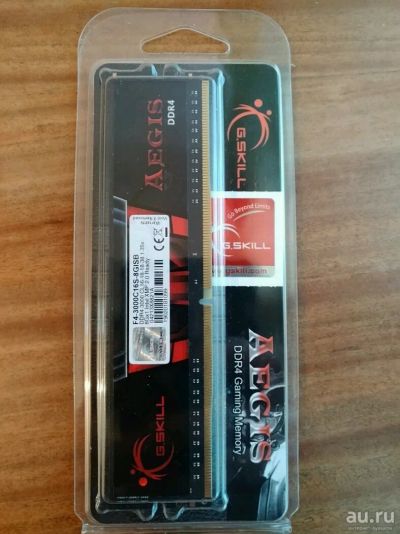 AEGIS
DDR4
F4-3000C16S-8GISB
G.SKILL
G.SKILL
Go Beyond Limits
G.SKILL
gskill.com
AEGIS
DDR4 Gaming Memory
au.ru